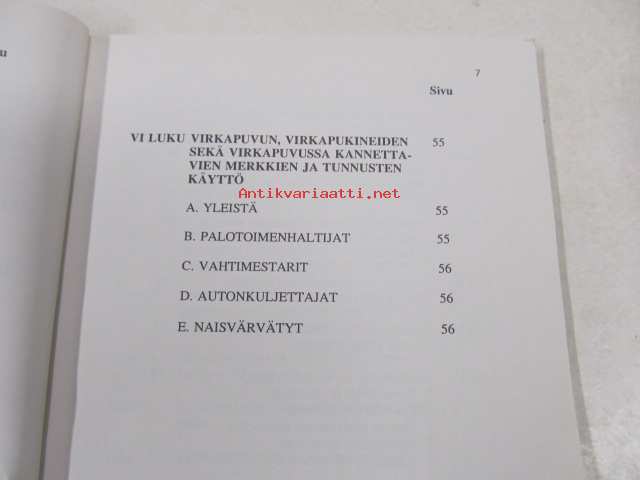 u
7
Sivu
VI LUKU VIRKAPUVUN, VIRKAPUKINEIDEN 55
SEKÄ VIRKAPUVUSSA KANNETTA-
VIEN MERKKIEN JA TUNNUSTEN
KÄYTTÖ
Antikvariaatti.net
A. YLEISTÄ 55
B. PALOTOIMENHALTIJAT 55
C. VAHTIMESTARIT 56
D. AUTONKULJETTAJAT 56
E. NAISVÄRVÄTYT 56